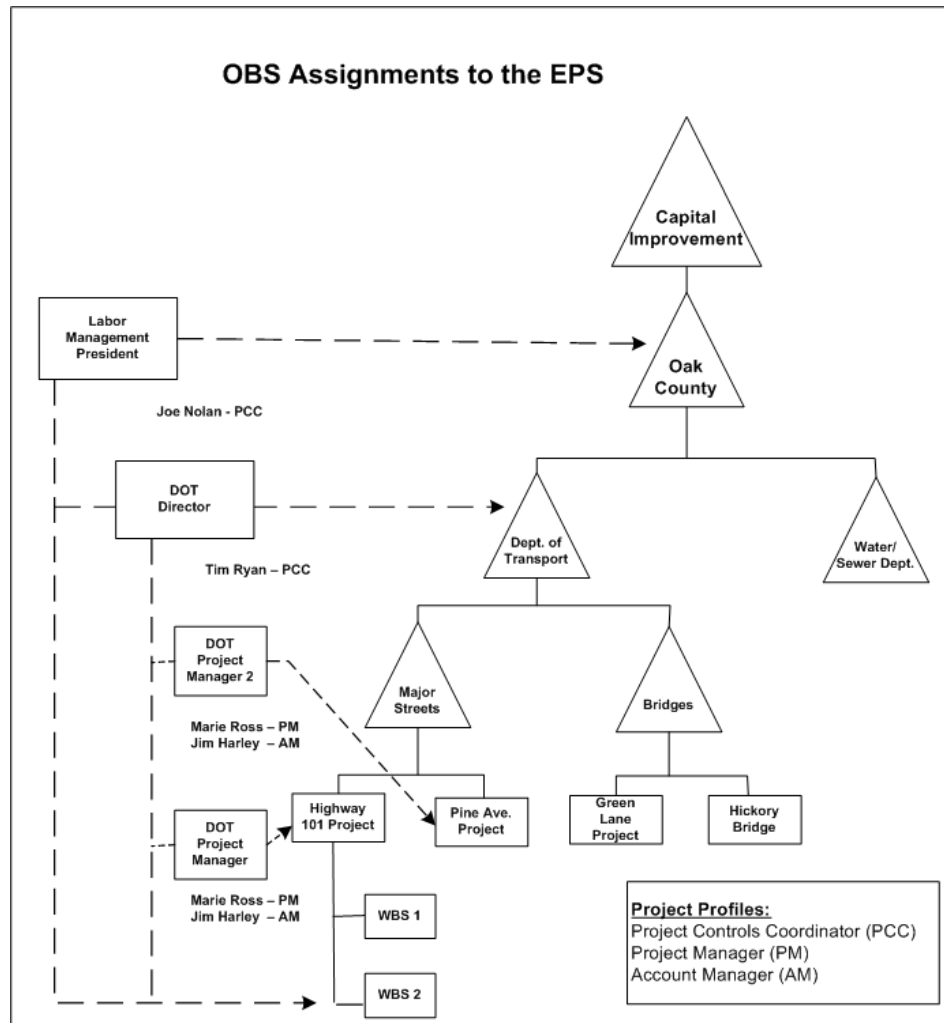 OBS Assignments to the EPS
Capital
Improvement
Labor
Management
President
Oak
County
Joe Nolan - PCC
DOT
Director
Dept. of
Transport
Water/
Sewer Dept.
Tim Ryan – PCC
DOT
Project
Manager 2
Major
Streets
Bridges
Marie Ross – PM
Jim Harley – AM
Highway
101 Project
Pine Ave.
Project
Green
Lane
Project
Hickory
Bridge
DOT
Project
Manager
Marie Ross – PM
Jim Harley – AM
WBS 1
WBS 2
Project Profiles:
Project Controls Coordinator (PCC)
Project Manager (PM)
Account Manager (AM)